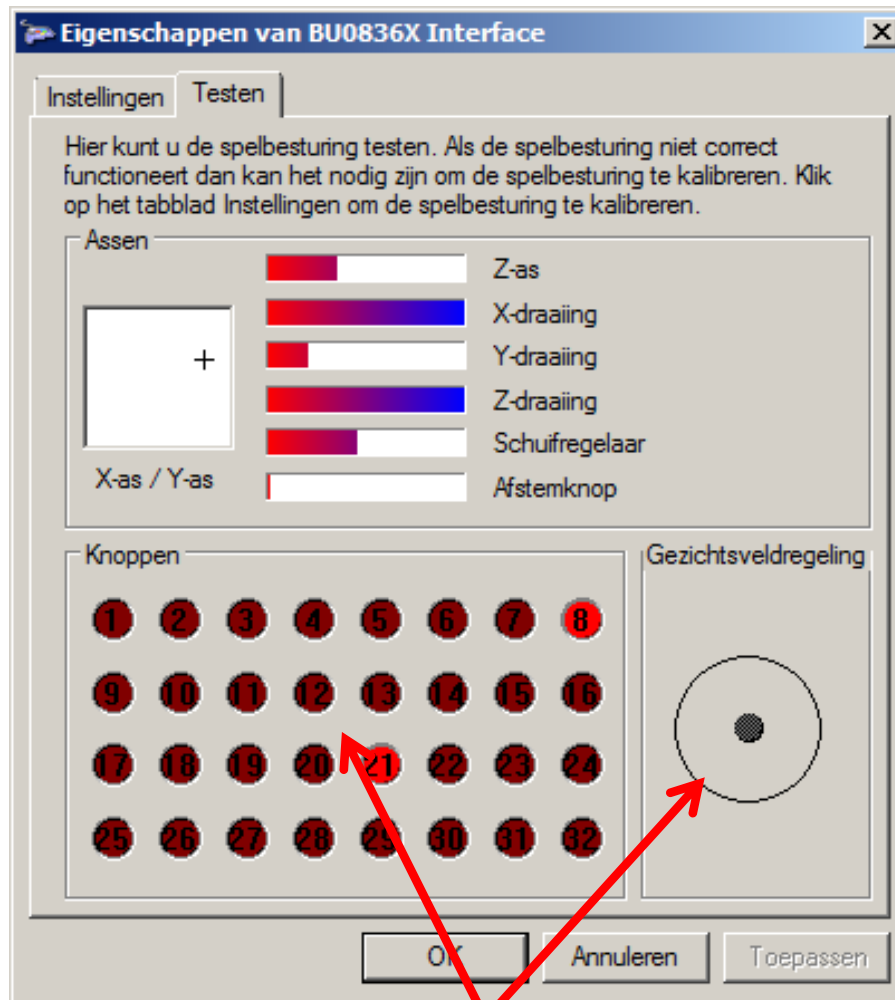 Eigenschappen van BU0836X Interface
Instellingen Testen
Hier kunt u de spelbesturing testen. Als de spelbesturing niet correct
functioneert dan kan het nodig zijn om de spelbesturing te kalibreren. Klik
op het tabblad Instellingen om de spelbesturing te kalibreren.
Assen
Z-as
X-draaiing
Y-draaiing
Z-draaiing
Schuifregelaar
Afstemknop
X-as / Y-as
Knoppen
1 2 3 4 5 6 7 8
9 10 11 12 13 14 15 16
17 18 19 20 21 22 23 24
25 26 27 28 29 30 31 32
Gezichtsveldregeling
OK Annuleren Toepassen